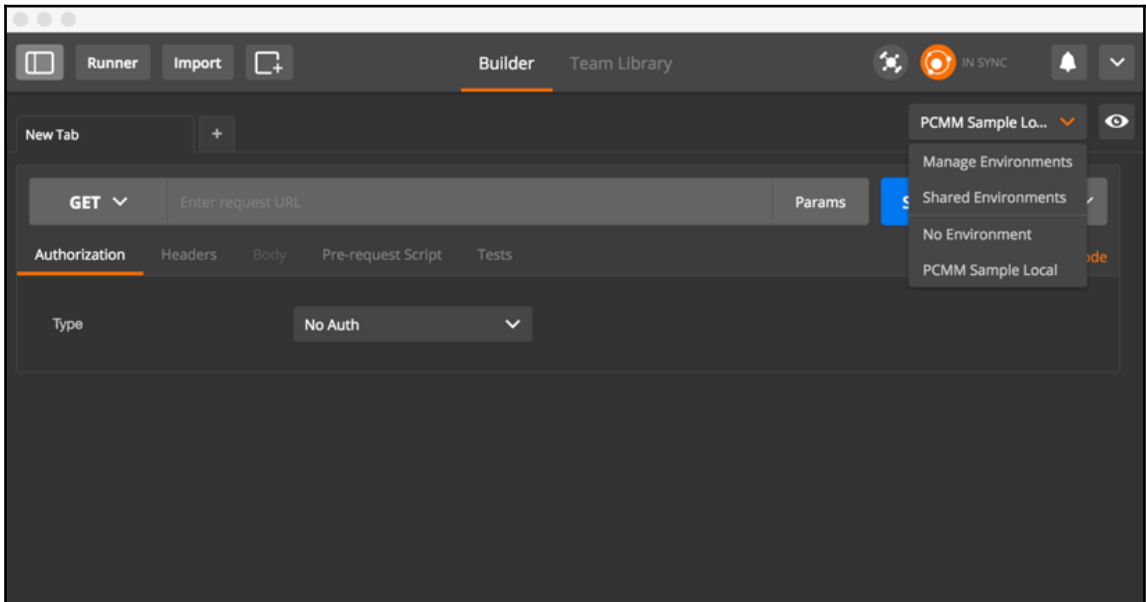 Runner Import Builder Team Library IN SYNC
New Tab + PCMM Sample Lo...
Manage Environments
GET Enter request URL Params Shared Environments
No Environment
Authorization Headers Body Pre-request Script Tests
PCMM Sample Local
Type No Auth